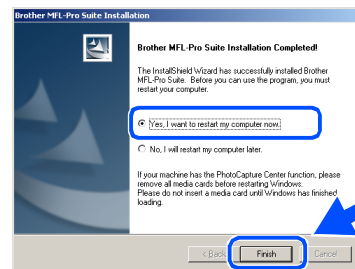 Brother MFL-Pro Suite Installation
Brother MFL-Pro Suite Installation Completed!
The InstallShield Wizard has successfully installed Brother
MFL-Pro Suite. Before you can use the program, you must
restart your computer.
Yes, I want to restart my computer now.
No, I will restart my computer later.
If your machine has the PhotoCapture Center function, please
remove all media cards before restarting Windows.
Please do not insert a media card until Windows has finished
loading.
< Back Finish Cancel